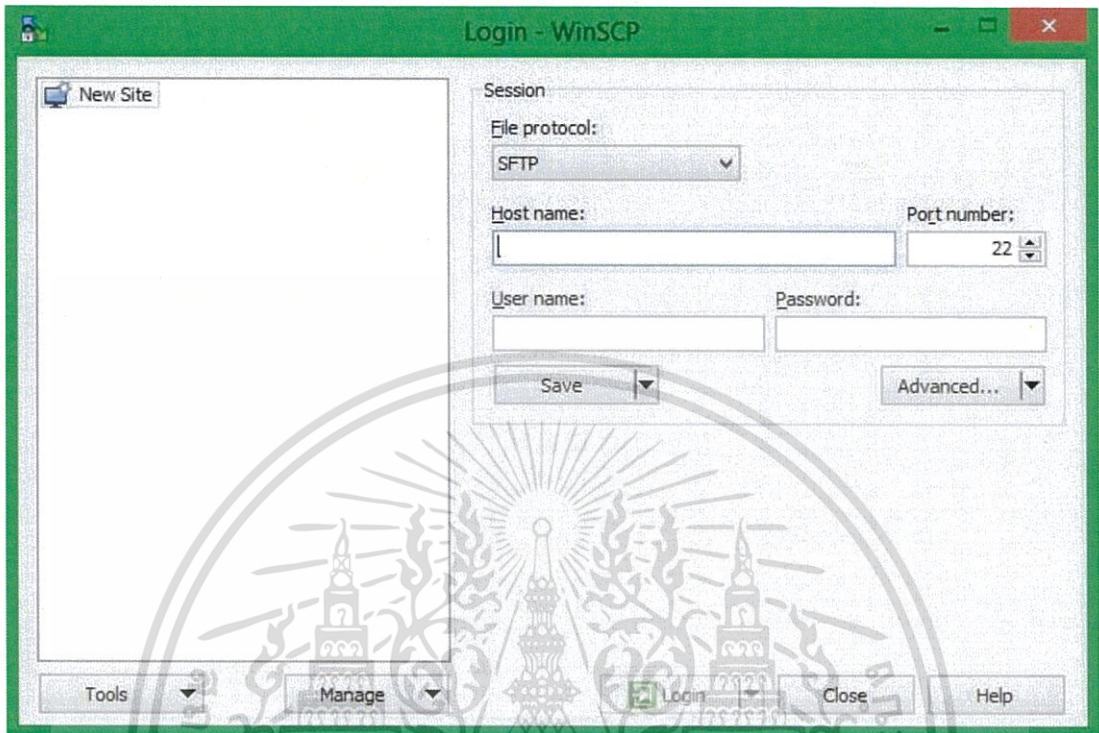 Login - WinSCP
New Site
Session
File protocol:
SFTP
Host name:
Port number:
22
User name:
Password:
Save
Advanced...
Tools
Manage
Login
Close
Help